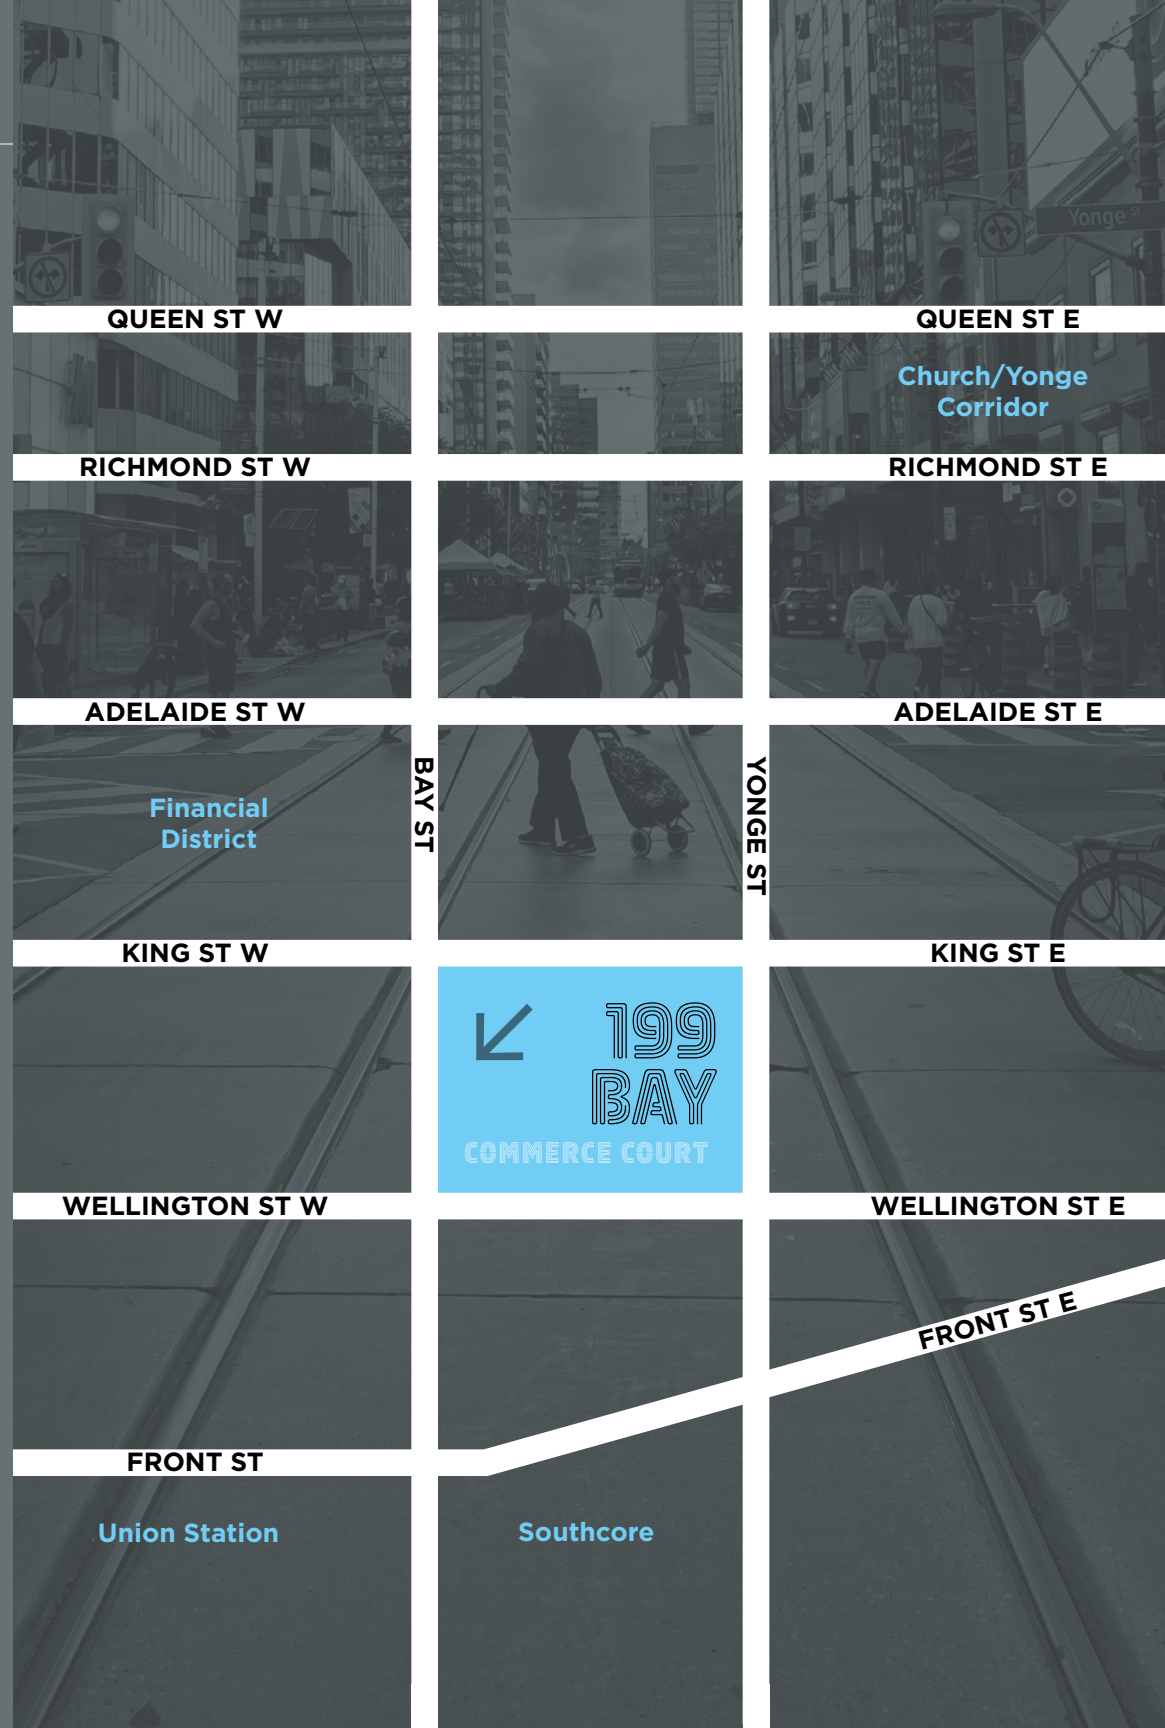 Yonge St
QUEEN ST W
QUEEN ST E
Church/Yonge
Corridor
RICHMOND ST W
RICHMOND ST E
ADELAIDE ST W
ADELAIDE ST E
BAY ST
YONGE ST
Financial
District
KING ST W
KING ST E
199
BAY
COMMERCE COURT
WELLINGTON ST W
WELLINGTON ST E
FRONT ST E
FRONT ST
Union Station
Southcore